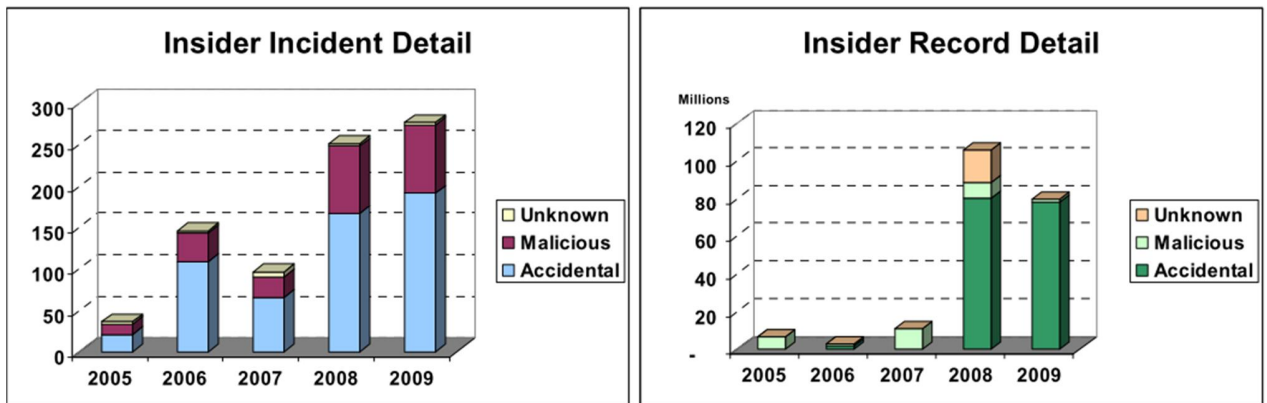 Insider Incident Detail
300
250
200
150
100
50
0
2005 2006 2007 2008 2009
Unknown
Malicious
Accidental
Insider Record Detail
Millions
120
100
80
60
40
20
-
2005 2006 2007 2008 2009
Unknown
Malicious
Accidental